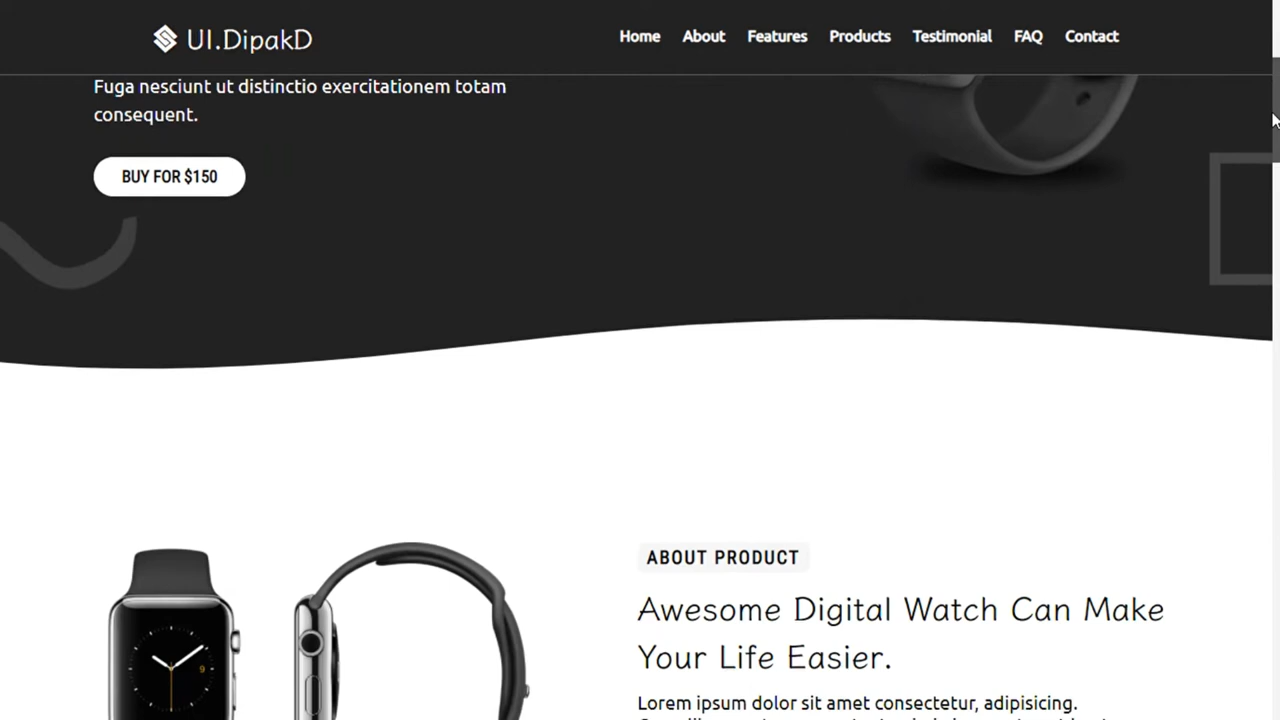 UI.DipakD
Home About Features Products Testimonial FAQ Contact
Fuga nesciunt ut distinctio exercitationem totam
consequent.
BUY FOR $150
ABOUT PRODUCT
Awesome Digital Watch Can Make
Your Life Easier.
9
Lorem ipsum dolor sit amet consectetur, adipisicing.